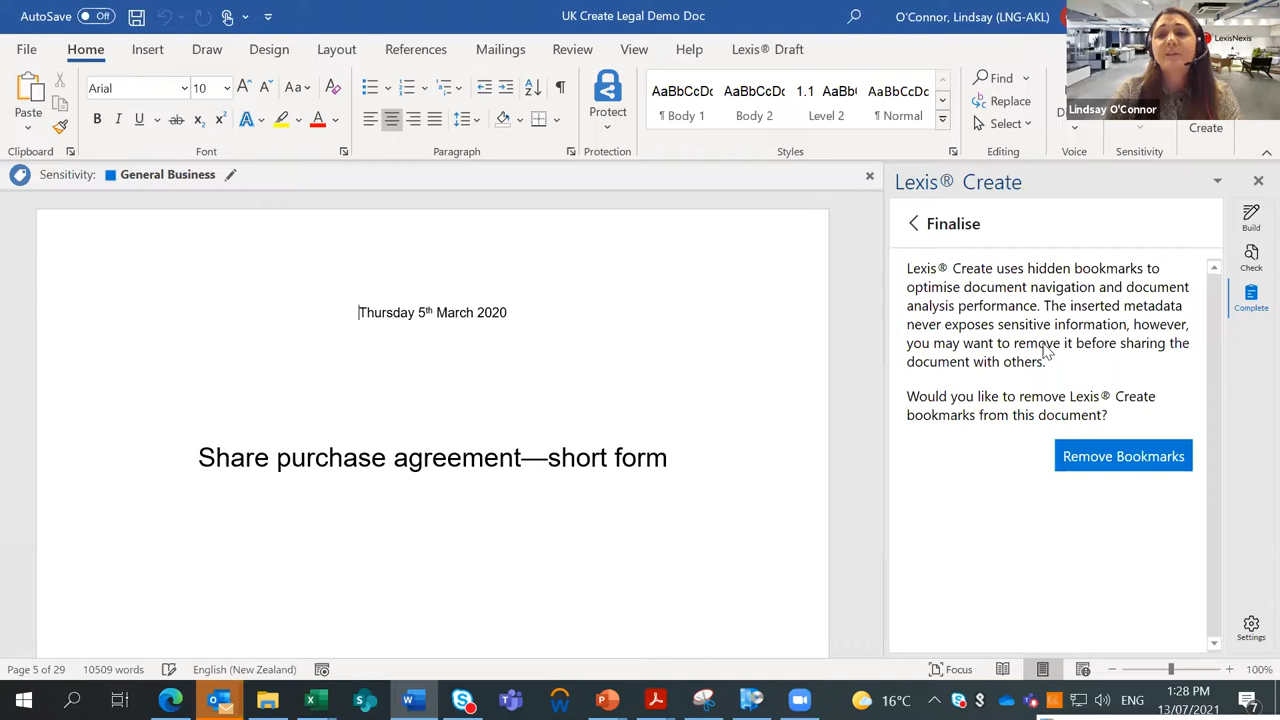 AutoSave Off
UK Create Legal Demo Doc
O'Connor, Lindsay (LNG-AKL)
LexisNexis
Lindsay O'Connor
File Home Insert Draw Design Layout References Mailings Review View Help Lexis® Draft
Paste
Clipboard
Arial 10
Font
Paragraph
Protect
Protection
AaBbCcDc AaBbCcDc 1.1 AaBb( AaBbCcDc
¶ Body 1 Body 2 Level 2 ¶ Normal
Styles
Find
Replace
Select
Editing
Voice
Sensitivity
Create
Sensitivity: General Business
Thursday 5th March 2020
Share purchase agreement—short form
Lexis® Create
Finalise
Lexis® Create uses hidden bookmarks to
optimise document navigation and document
analysis performance. The inserted metadata
never exposes sensitive information, however,
you may want to remove it before sharing the
document with others.
Would you like to remove Lexis® Create
bookmarks from this document?
Remove Bookmarks
Build
Check
Complete
Settings
Page 5 of 29 10509 words English (New Zealand) Focus 100%
16°C ENG
1:28 PM
13/07/2021
7